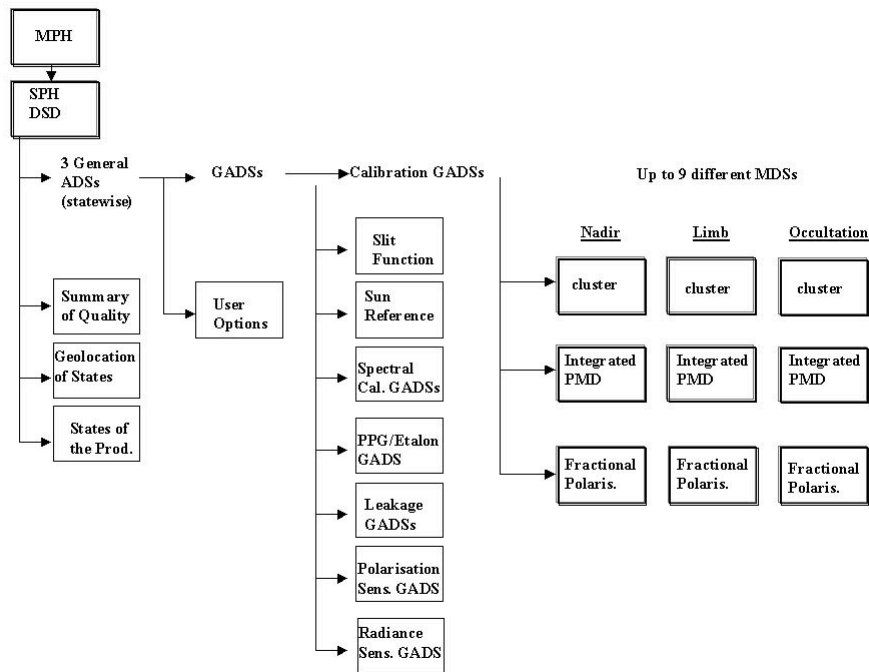 MPH
SPH
DSD
3 General
ADSs
(statewise)
GADSs
Calibration GADSs
Up to 9 different MDSs
Summary
of Quality
Geolocation
of States
States of
the Prod.
User
Options
Slit
Function
Sun
Reference
Spectral
Cal. GADSs
PPG/Etalon
GADS
Leakage
GADSs
Polarisation
Sens. GADS
Radiance
Sens. GADS
Nadir
Limb
Occultation
cluster
cluster
cluster
Integrated
PMD
Integrated
PMD
Integrated
PMD
Fractional
Polaris.
Fractional
Polaris.
Fractional
Polaris.